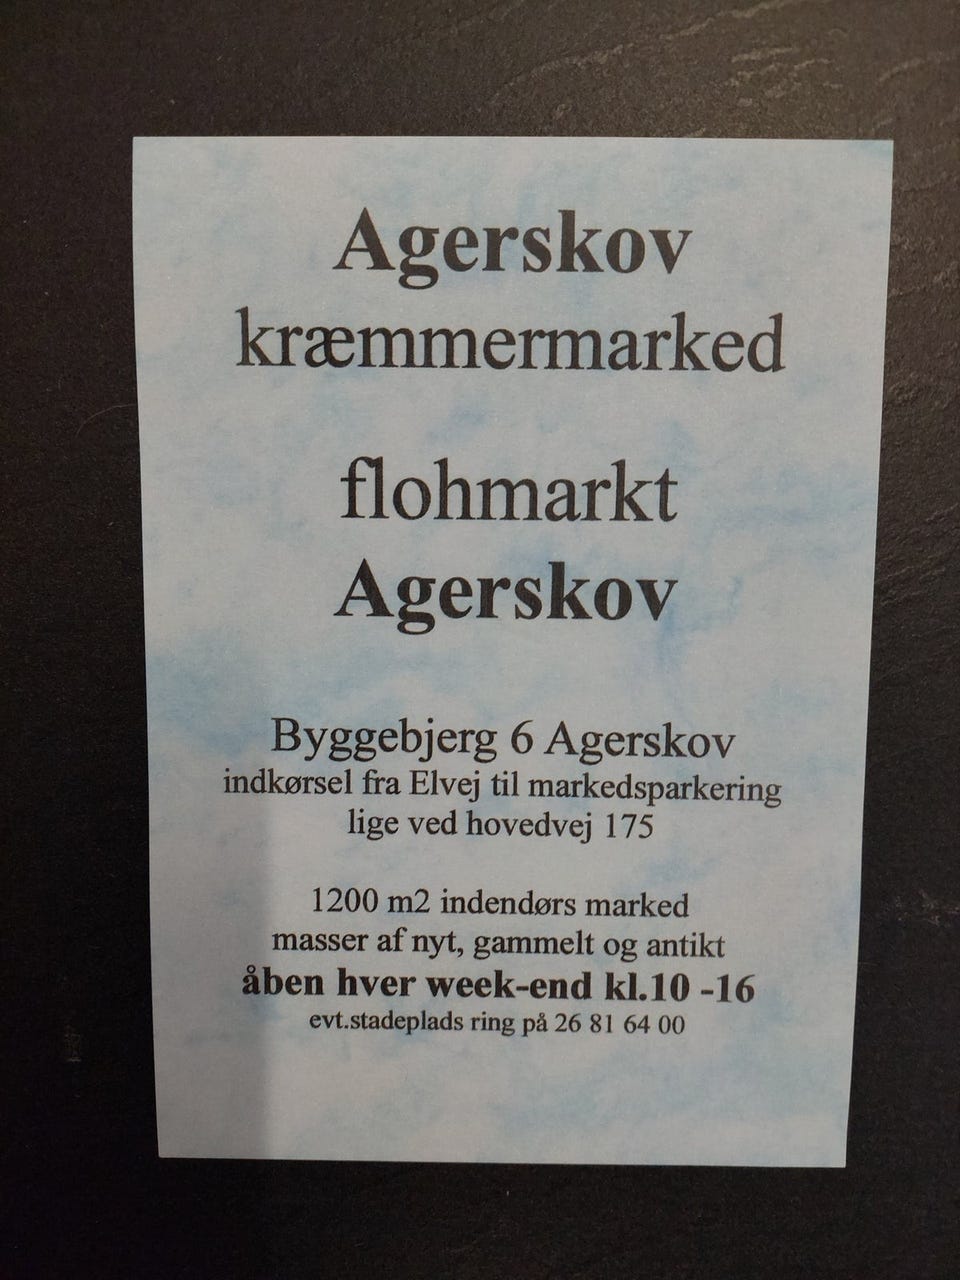 Agerskov
kræmmermarked
flohmarkt
Agerskov
Byggebjerg 6 Agerskov
indkørsel fra Elvej til markedsparkering
lige ved hovedvej 175
1200 m2 indendørs marked
masser af nyt, gammelt og antikt
åben hver week-end kl.10 -16
evt.stadeplads ring på 26 81 64 00